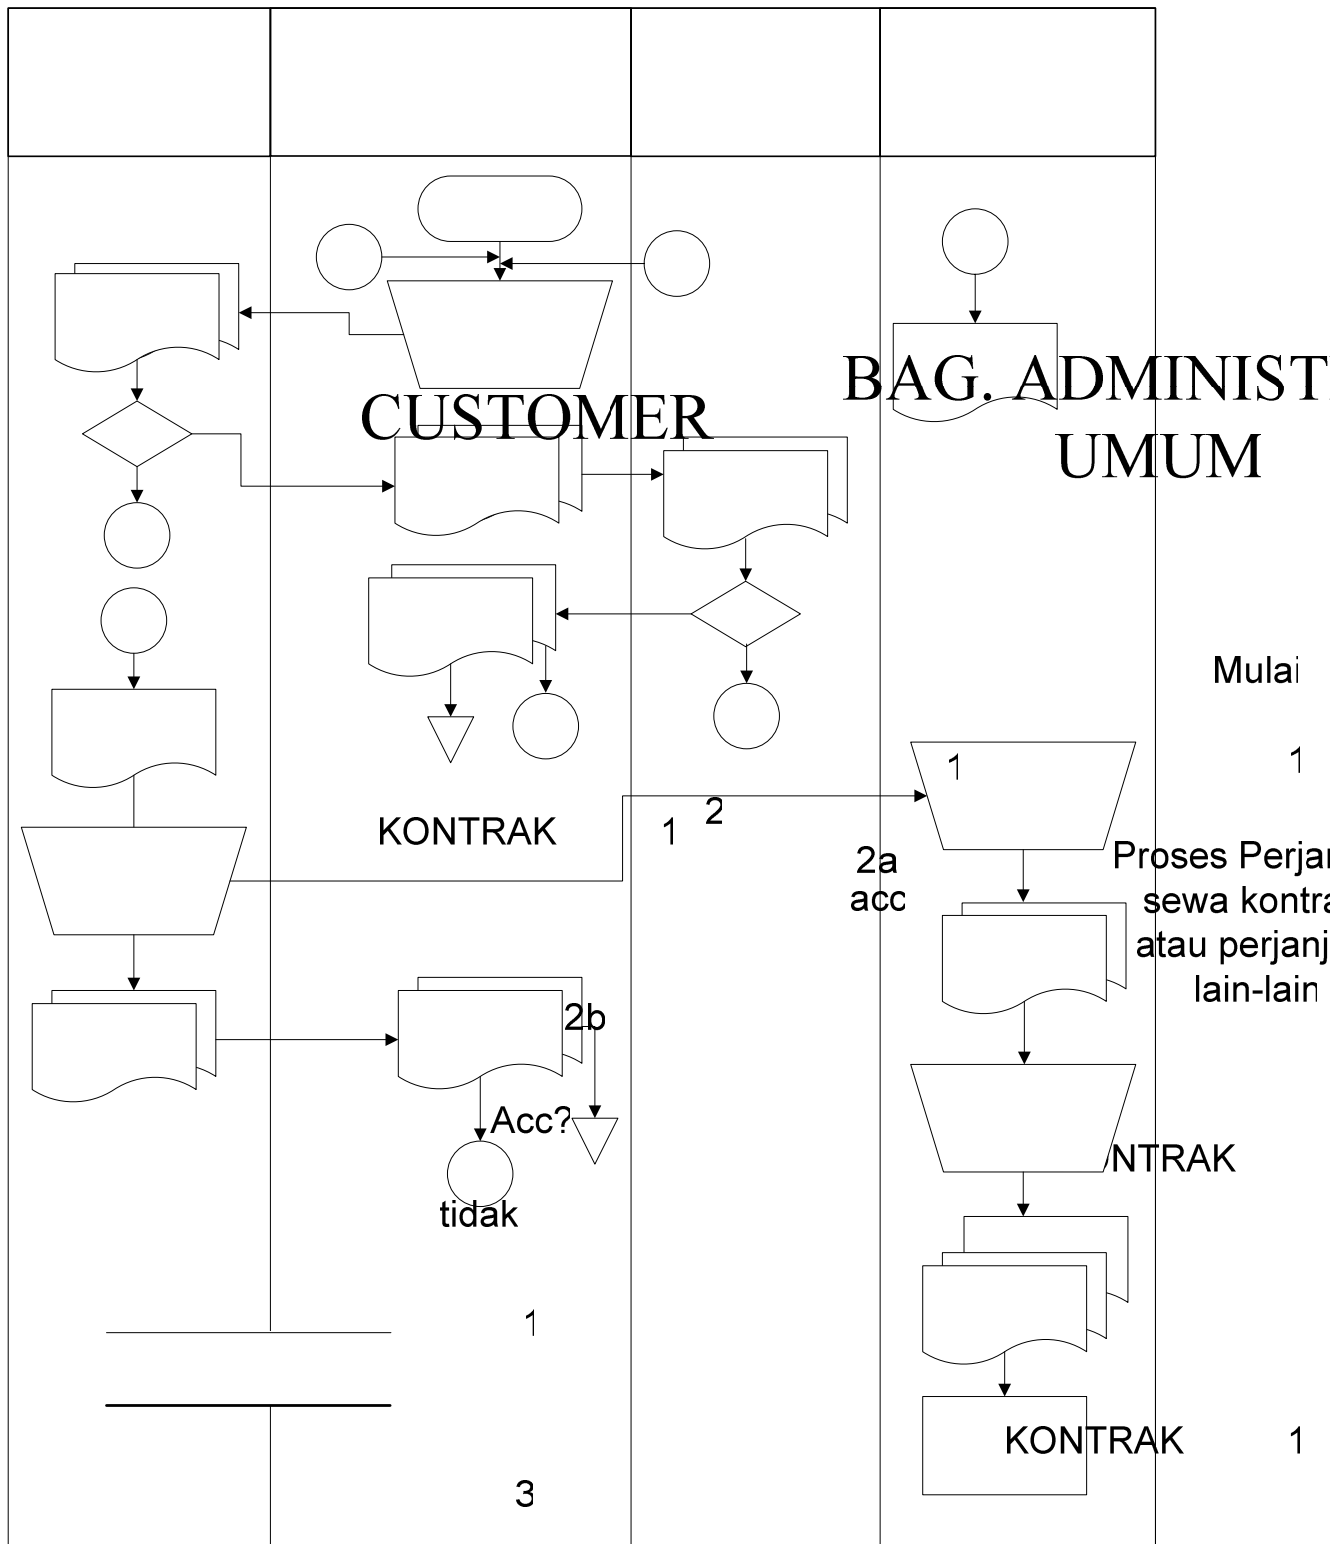 CUSTOMER
BAG. ADMINIST
UMUM
Mulai
1
1
2
KONTRAK
1
2a
acc
Proses Perjan
sewa kontra
atau perjanj
lain-lain
2b
Acc?
NTRAK
tidak
1
KONTRAK
1
3